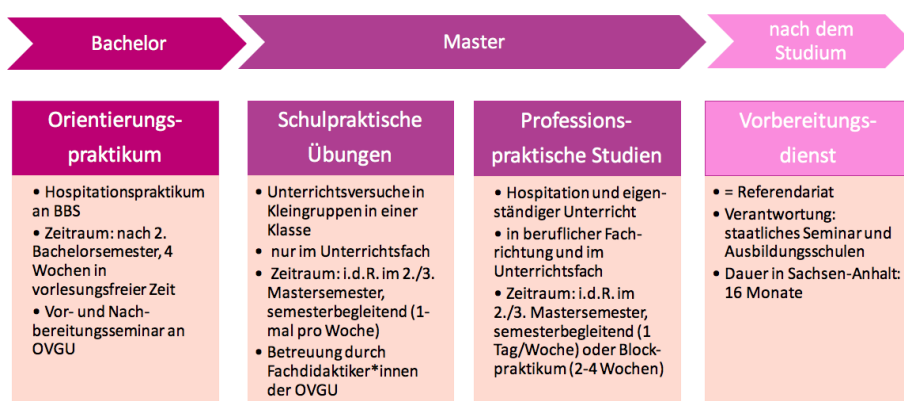 Bachelor
Master
nach dem
Studium
Orientierungs-
praktikum
• Hospitationspraktikum
an BBS
• Zeitraum: nach 2.
Bachelorsemester, 4
Wochen in
vorlesungsfreier Zeit
• Vor- und Nach-
bereitungsseminar an
OVGU
Schulpraktische
Übungen
• Unterrichtsversuche in
Kleingruppen in einer
Klasse
• nur im Unterrichtsfach
• Zeitraum: i.d.R. im 2./3.
Mastersemester,
semesterbegleitend (1-
mal pro Woche)
• Betreuung durch
Fachdidaktiker*innen
der OVGU
Professions-
praktische Studien
• Hospitation und eigen-
ständiger Unterricht
• in beruflicher Fach-
richtung und im
Unterrichtsfach
• Zeitraum: i.d.R. im
2./3. Mastersemester,
semesterbegleitend (1
Tag/Woche) oder Block-
praktikum (2-4 Wochen)
Vorbereitungs-
dienst
• = Referendariat
• Verantwortung:
staatliches Seminar und
Ausbildungsschulen
• Dauer in Sachsen-Anhalt:
16 Monate